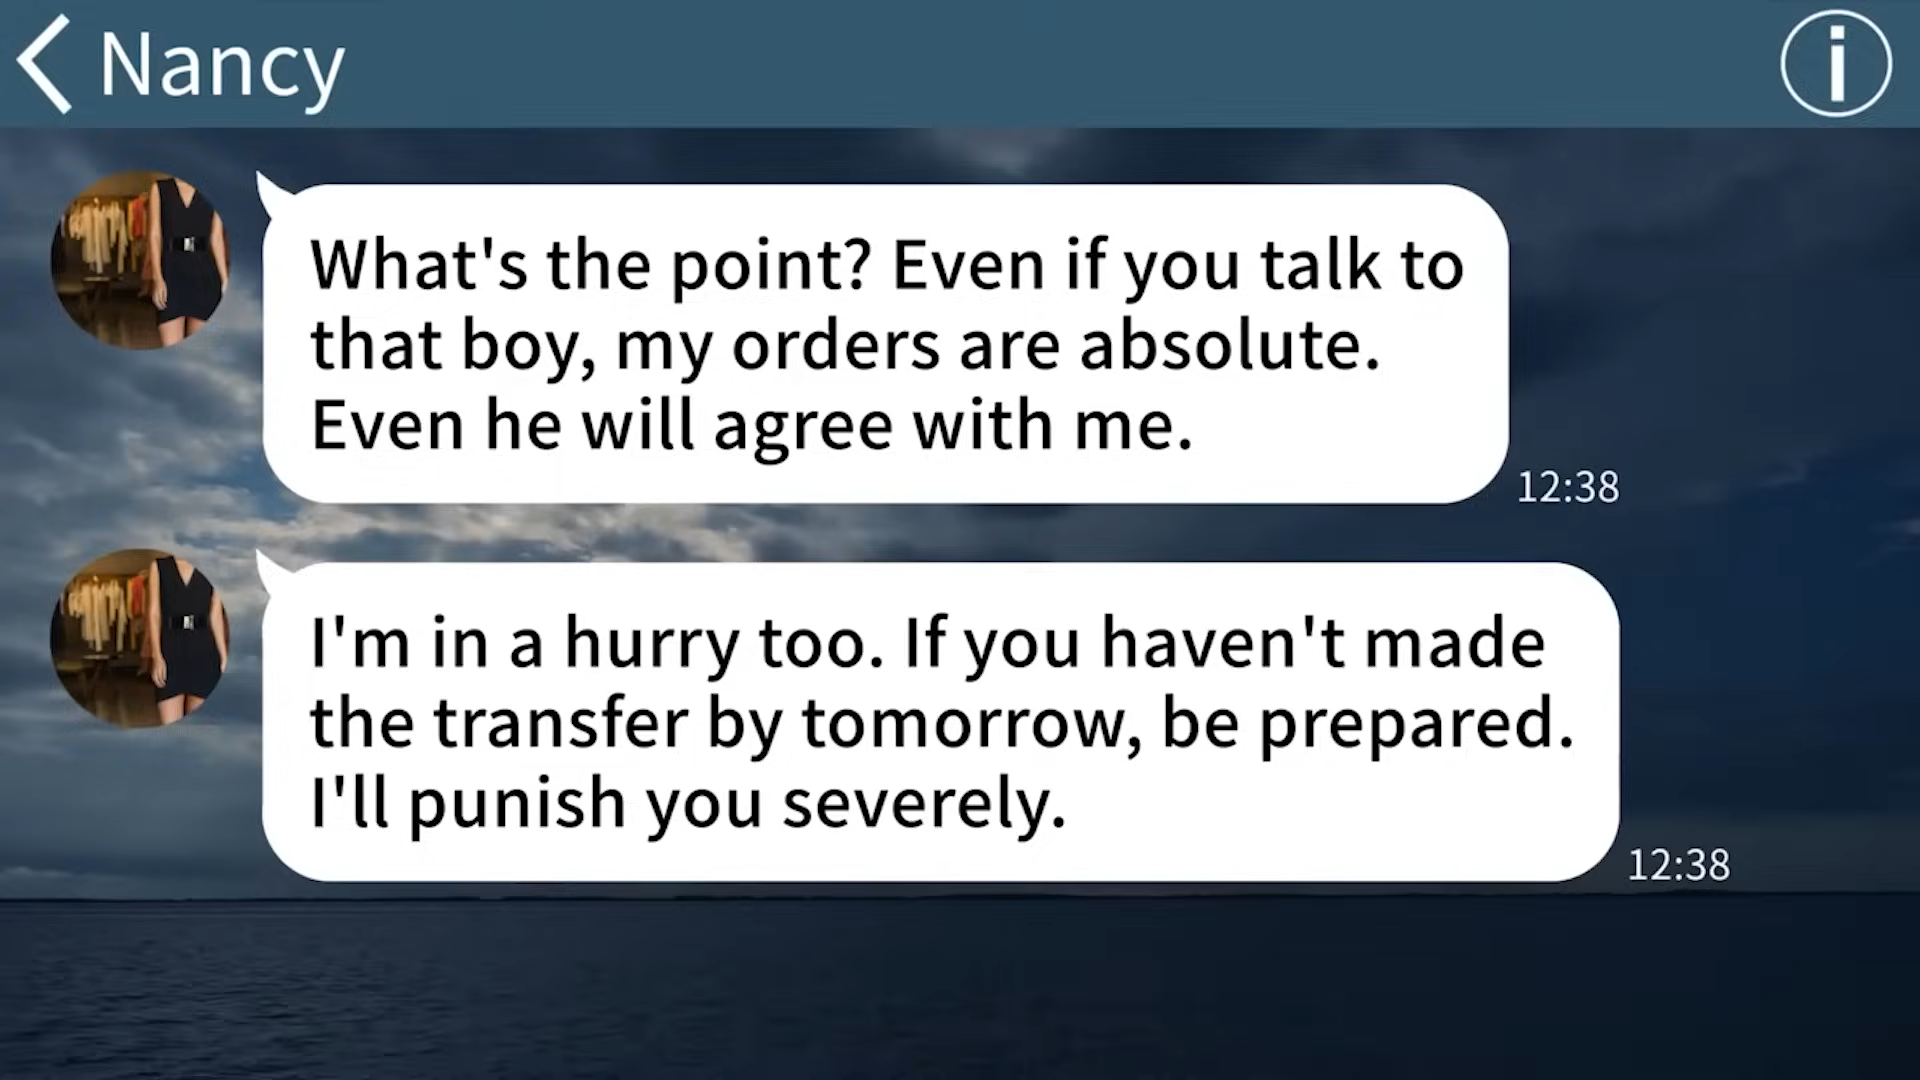 Nancy
What's the point? Even if you talk to
that boy, my orders are absolute.
Even he will agree with me.
12:38
I'm in a hurry too. If you haven't made
the transfer by tomorrow, be prepared.
I'll punish you severely.
12:38